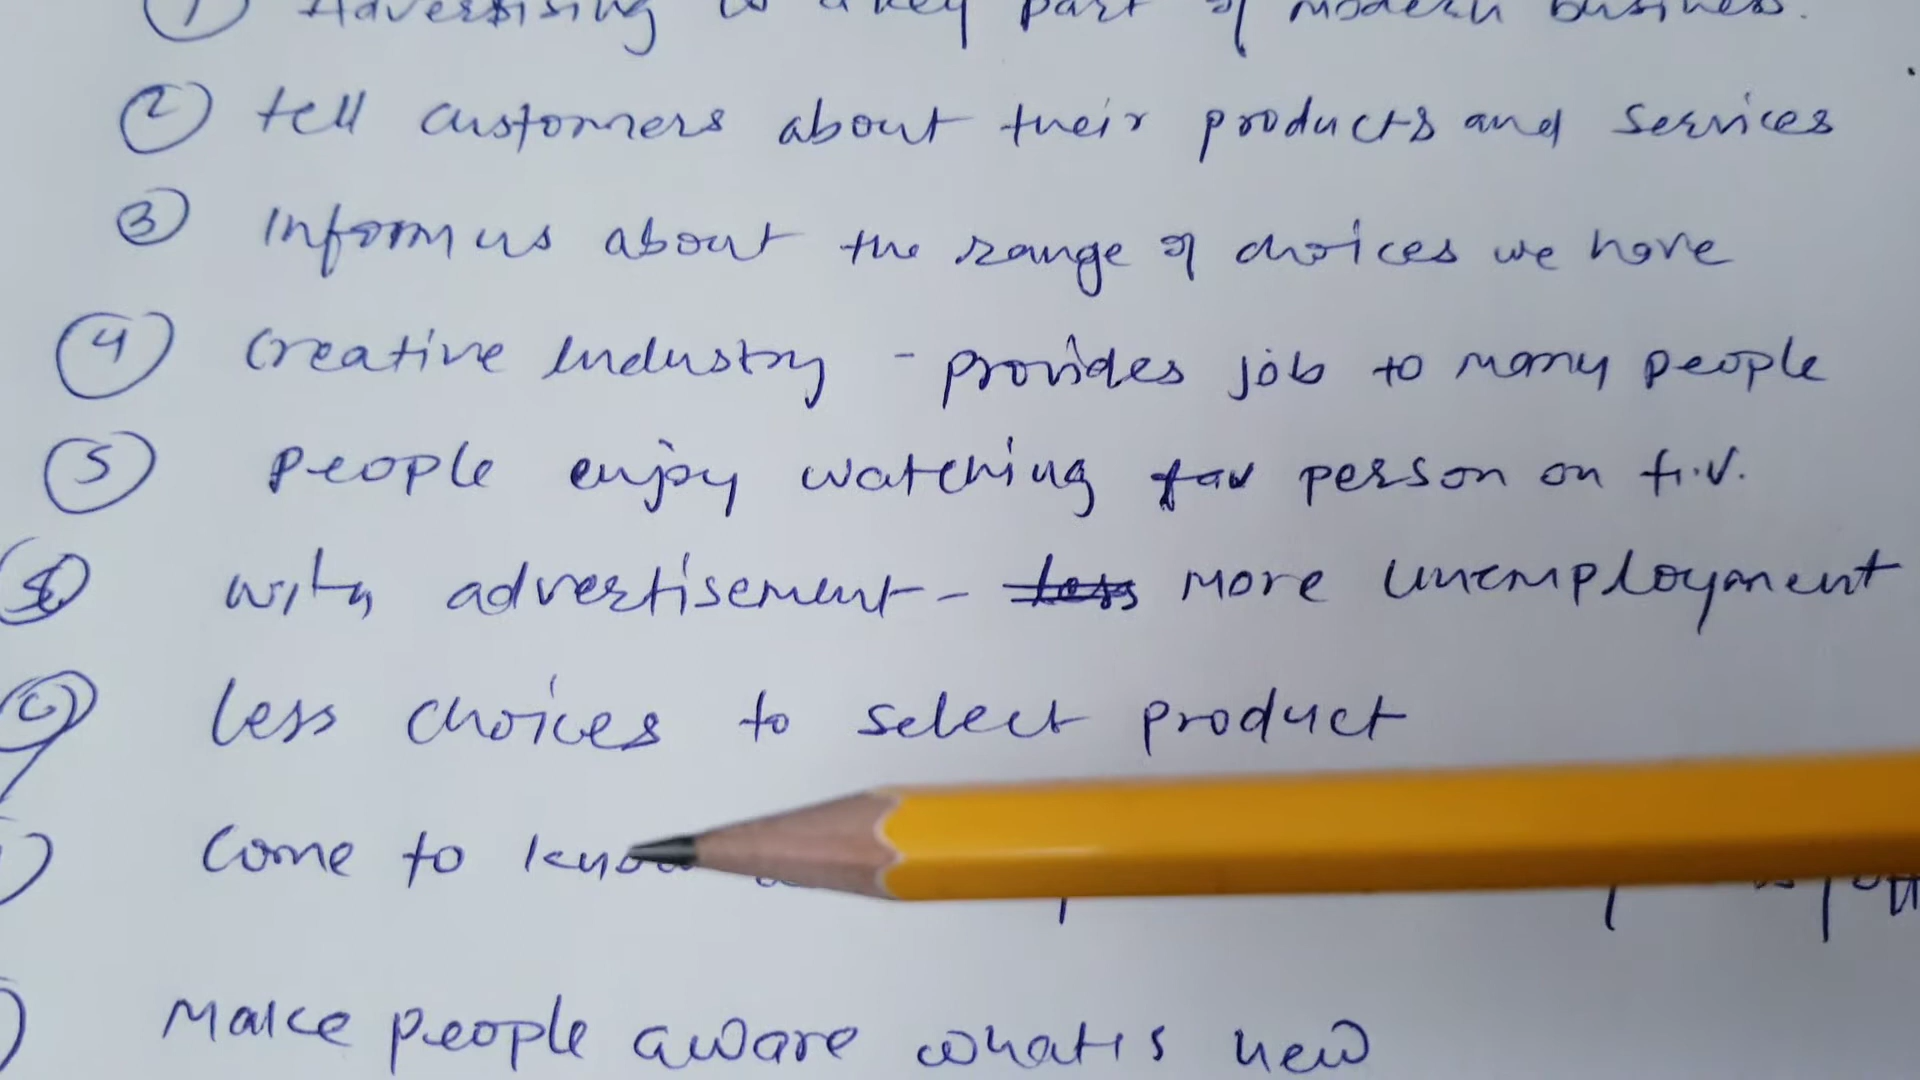 ① Advertising is a key part of modern business.
② tell customers about their products and services
③ Inform us about the range of choices we have
④ Creative Industry - provides job to many people
⑤ People enjoy watching fav person on t.v.
with advertisement - less More Unemployment
less choices to select product
Come to know
Make people aware what is new